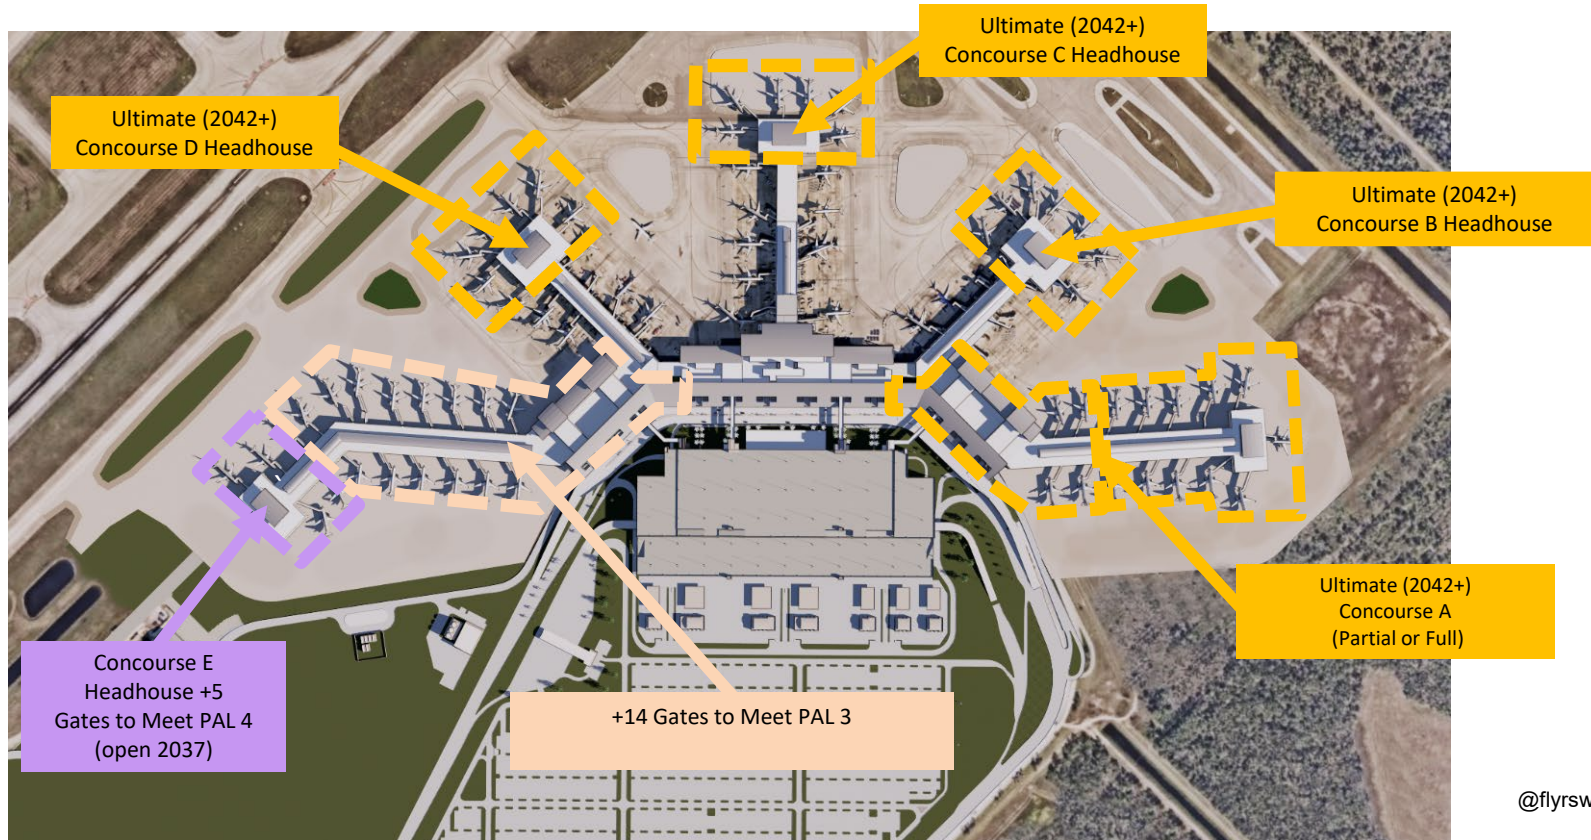 Ultimate (2042+)
Concourse C Headhouse
Ultimate (2042+)
Concourse D Headhouse
Ultimate (2042+)
Concourse B Headhouse
Ultimate (2042+)
Concourse A
(Partial or Full)
Concourse E
Headhouse +5
Gates to Meet PAL 4
(open 2037)
+14 Gates to Meet PAL 3
@flyrsw